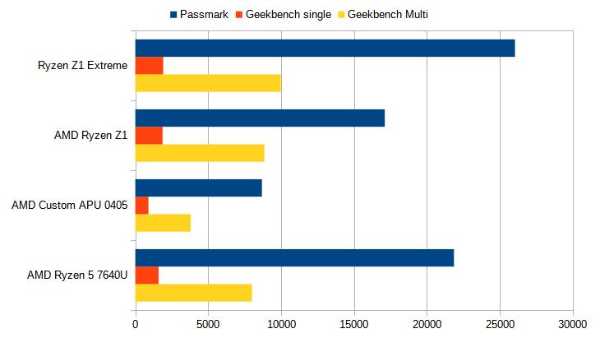 Passmark Geekbench single Geekbench Multi
Ryzen Z1 Extreme
AMD Ryzen Z1
AMD Custom APU 0405
AMD Ryzen 5 7640U
0 5000 10000 15000 20000 25000 30000